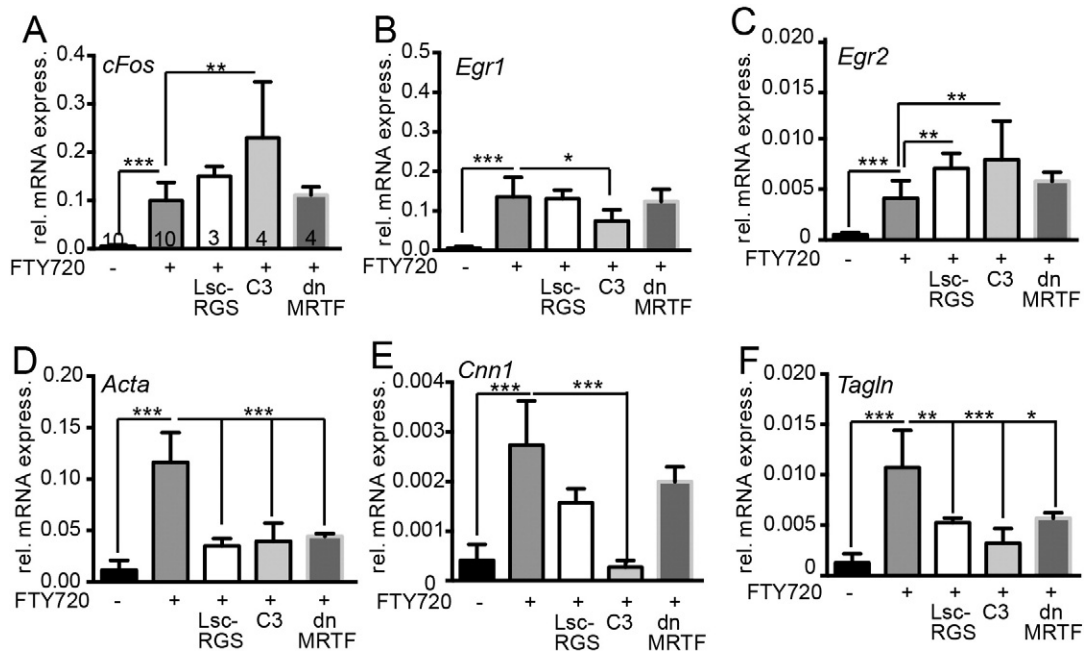 A
cFos
rel. mRNA express.
0.4
0.3
0.2
0.1
0.0
***
**
10
10
3
4
4
FTY720 - + + + +
Lsc-RGS C3 dn MRTF
B
Egr1
rel. mRNA express.
0.5
0.4
0.3
0.2
0.1
0.0
***
*
FTY720 - + + + +
Lsc-RGS C3 dn MRTF
C
Egr2
rel. mRNA express.
0.020
0.015
0.010
0.005
0
***
**
**
FTY720 - + + + +
Lsc-RGS C3 dn MRTF
D
Acta
rel. mRNA express.
0.20
0.15
0.10
0.05
0.00
***
***
FTY720 - + + + +
Lsc-RGS C3 dn MRTF
E
Cnn1
rel. mRNA express.
0.004
0.003
0.002
0.001
0
***
***
FTY720 - + + + +
Lsc-RGS C3 dn MRTF
F
Tagln
rel. mRNA express.
0.020
0.015
0.010
0.005
0
*** ** *** *
FTY720 - + + + +
Lsc-RGS C3 dn MRTF